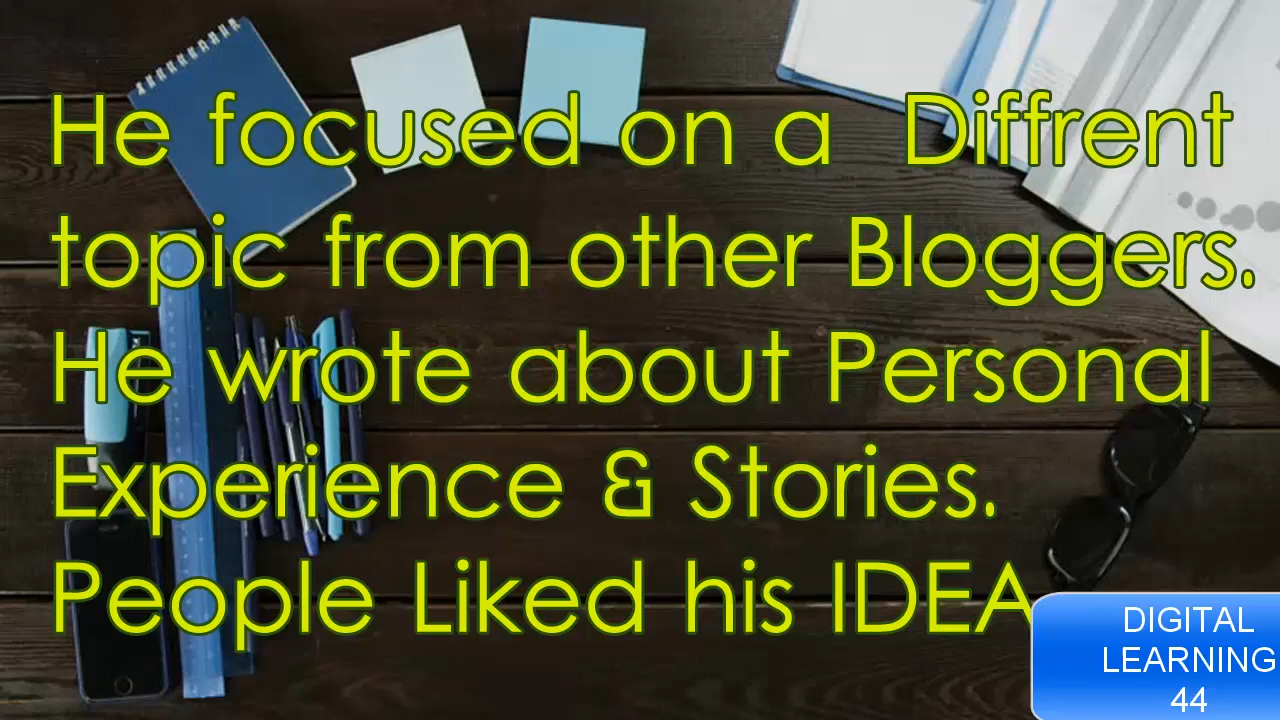 He focused on a Diffrent
topic from other Bloggers.
He wrote about Personal
Experience & Stories.
People Liked his IDEA
DIGITAL
LEARNING
44